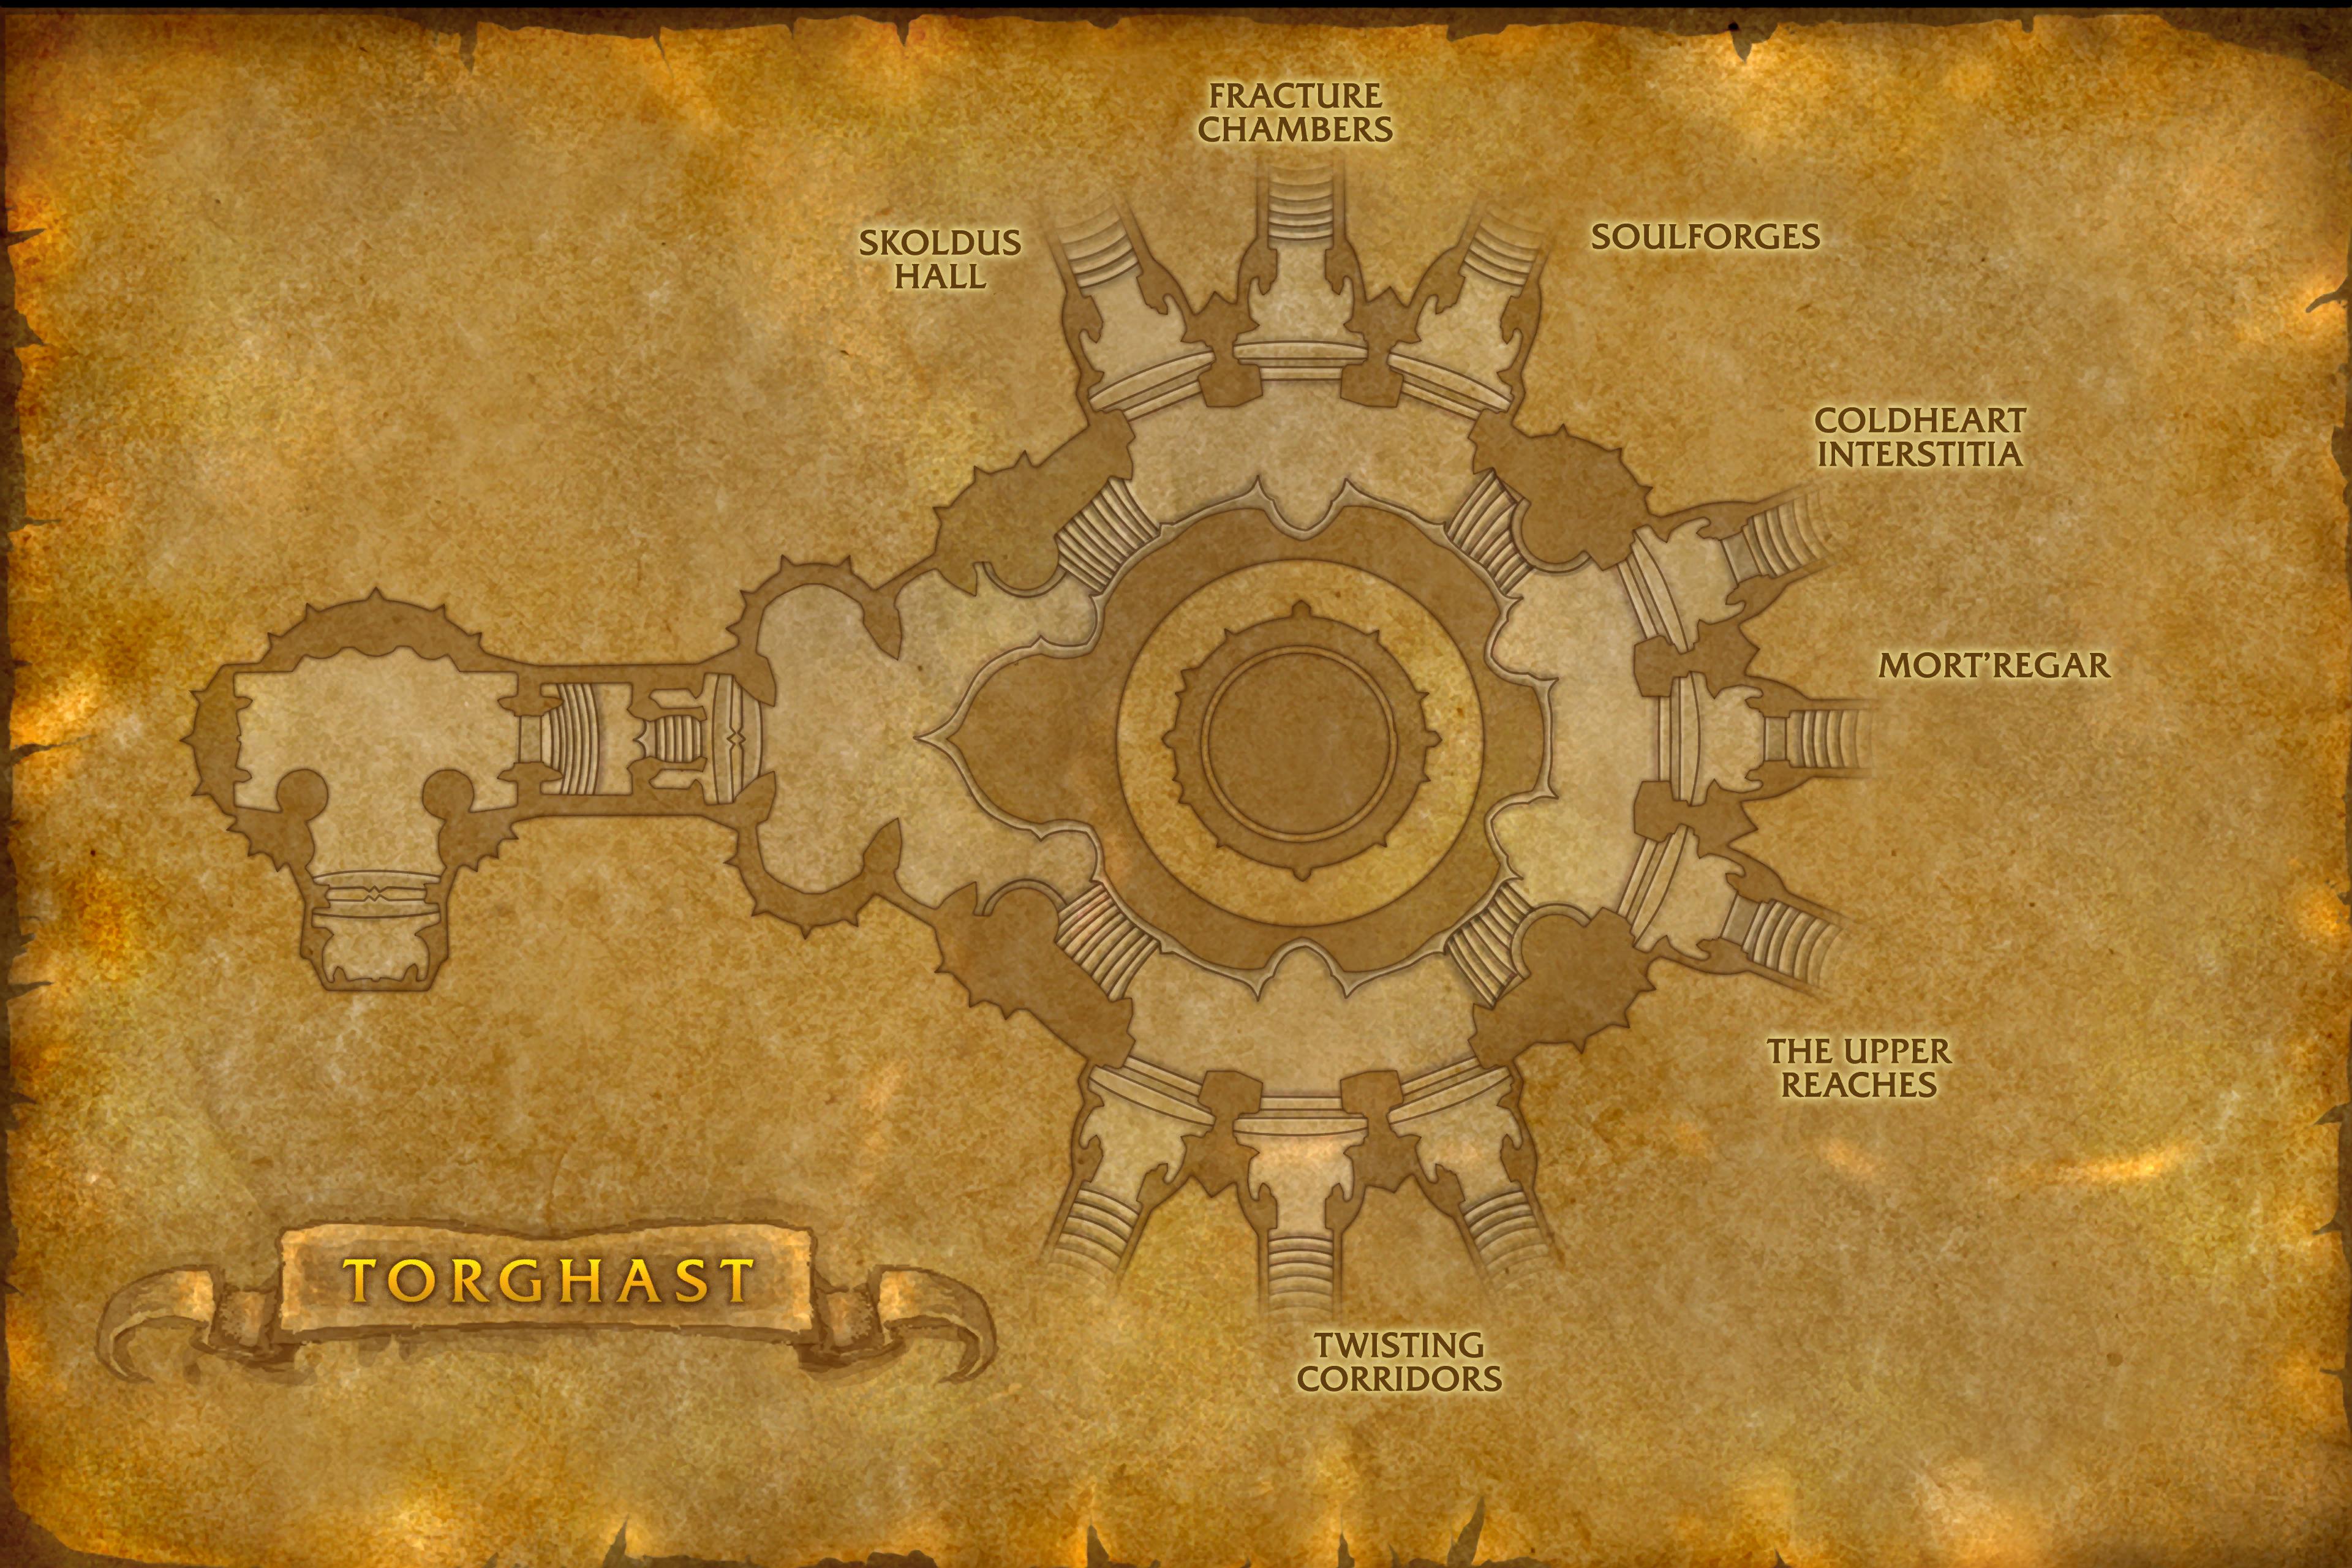 FRACTURE
CHAMBERS
SKOLDUS
HALL
SOULFORGES
COLDHEART
INTERSTITIA
MORT'REGAR
THE UPPER
REACHES
TORGHAST
TWISTING
CORRIDORS